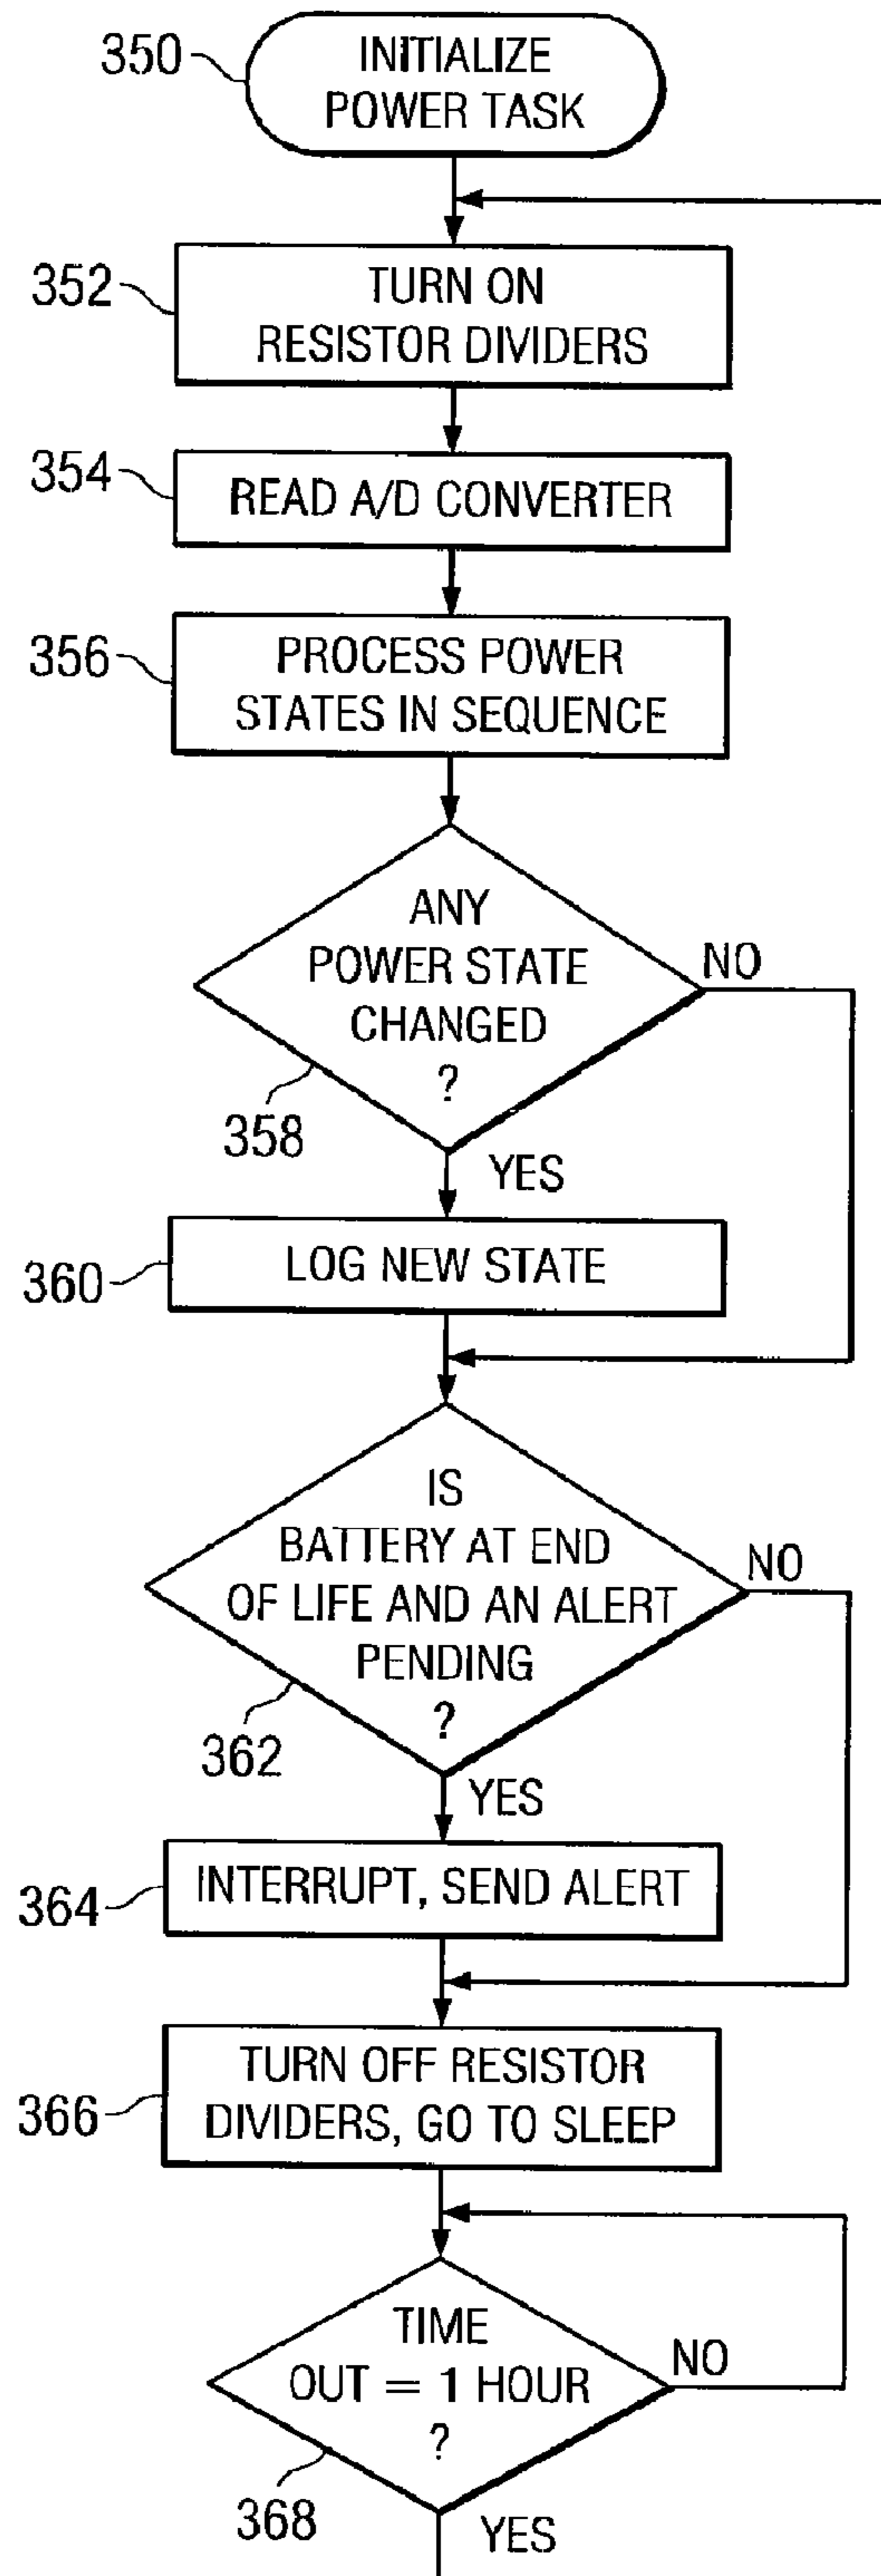 350
INITIALIZE
POWER TASK
352
TURN ON
RESISTOR DIVIDERS
354
READ A/D CONVERTER
356
PROCESS POWER
STATES IN SEQUENCE
ANY
POWER STATE
CHANGED
?
NO
358
YES
360
LOG NEW STATE
IS
BATTERY AT END
OF LIFE AND AN ALERT
PENDING
?
NO
362
YES
364
INTERRUPT, SEND ALERT
366
TURN OFF RESISTOR
DIVIDERS, GO TO SLEEP
TIME
OUT = 1 HOUR
?
NO
368
YES